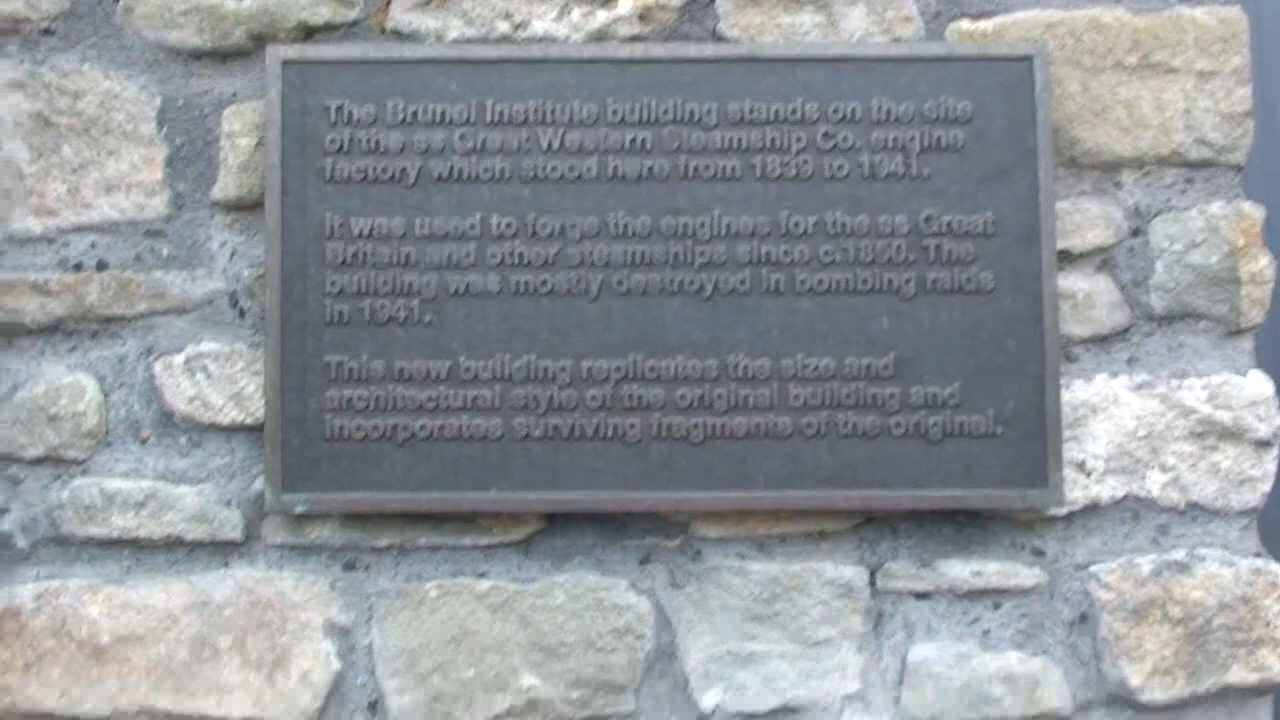 The Brunel Institute building stands on the site
of the ss Great Western Steamship Co. engine
factory which stood here from 1839 to 1941.
It was used to forge the engines for the ss Great
Britain and other steamships since c.1850. The
building was mostly destroyed in bombing raids
in 1941.
This new building replicates the size and
architectural style of the original building and
incorporates surviving fragments of the original.